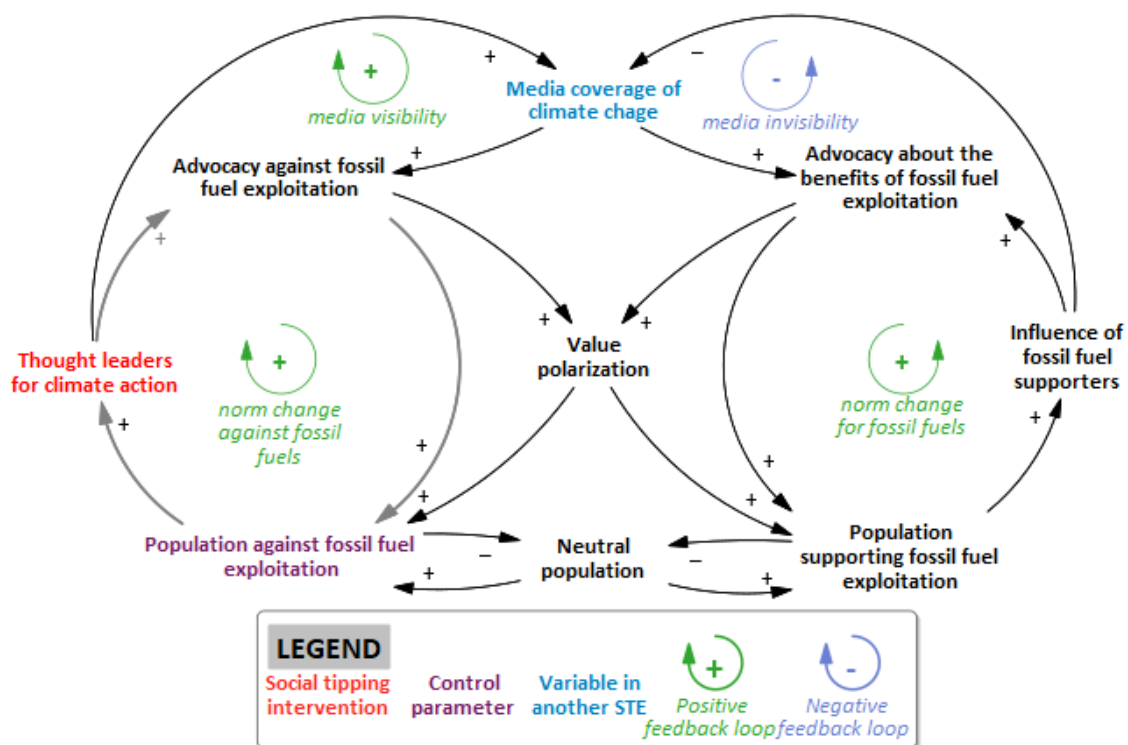 +
–
+
media visibility
Media coverage of
climate chage
-
media invisibility
+
+
Advocacy against fossil
fuel exploitation
Advocacy about the
benefits of fossil fuel
exploitation
+
+
+
+
Thought leaders
for climate action
+
norm change
against fossil
fuels
Value
polarization
+
norm change
for fossil fuels
Influence of
fossil fuel
supporters
+
+
+
+
+
+
Population against fossil fuel
exploitation
–
+
Neutral
population
–
+
Population
supporting fossil fuel
exploitation
LEGEND
Social tipping
intervention
Control
parameter
Variable in
another STE
+
Positive
feedback loop
-
Negative
feedback loop